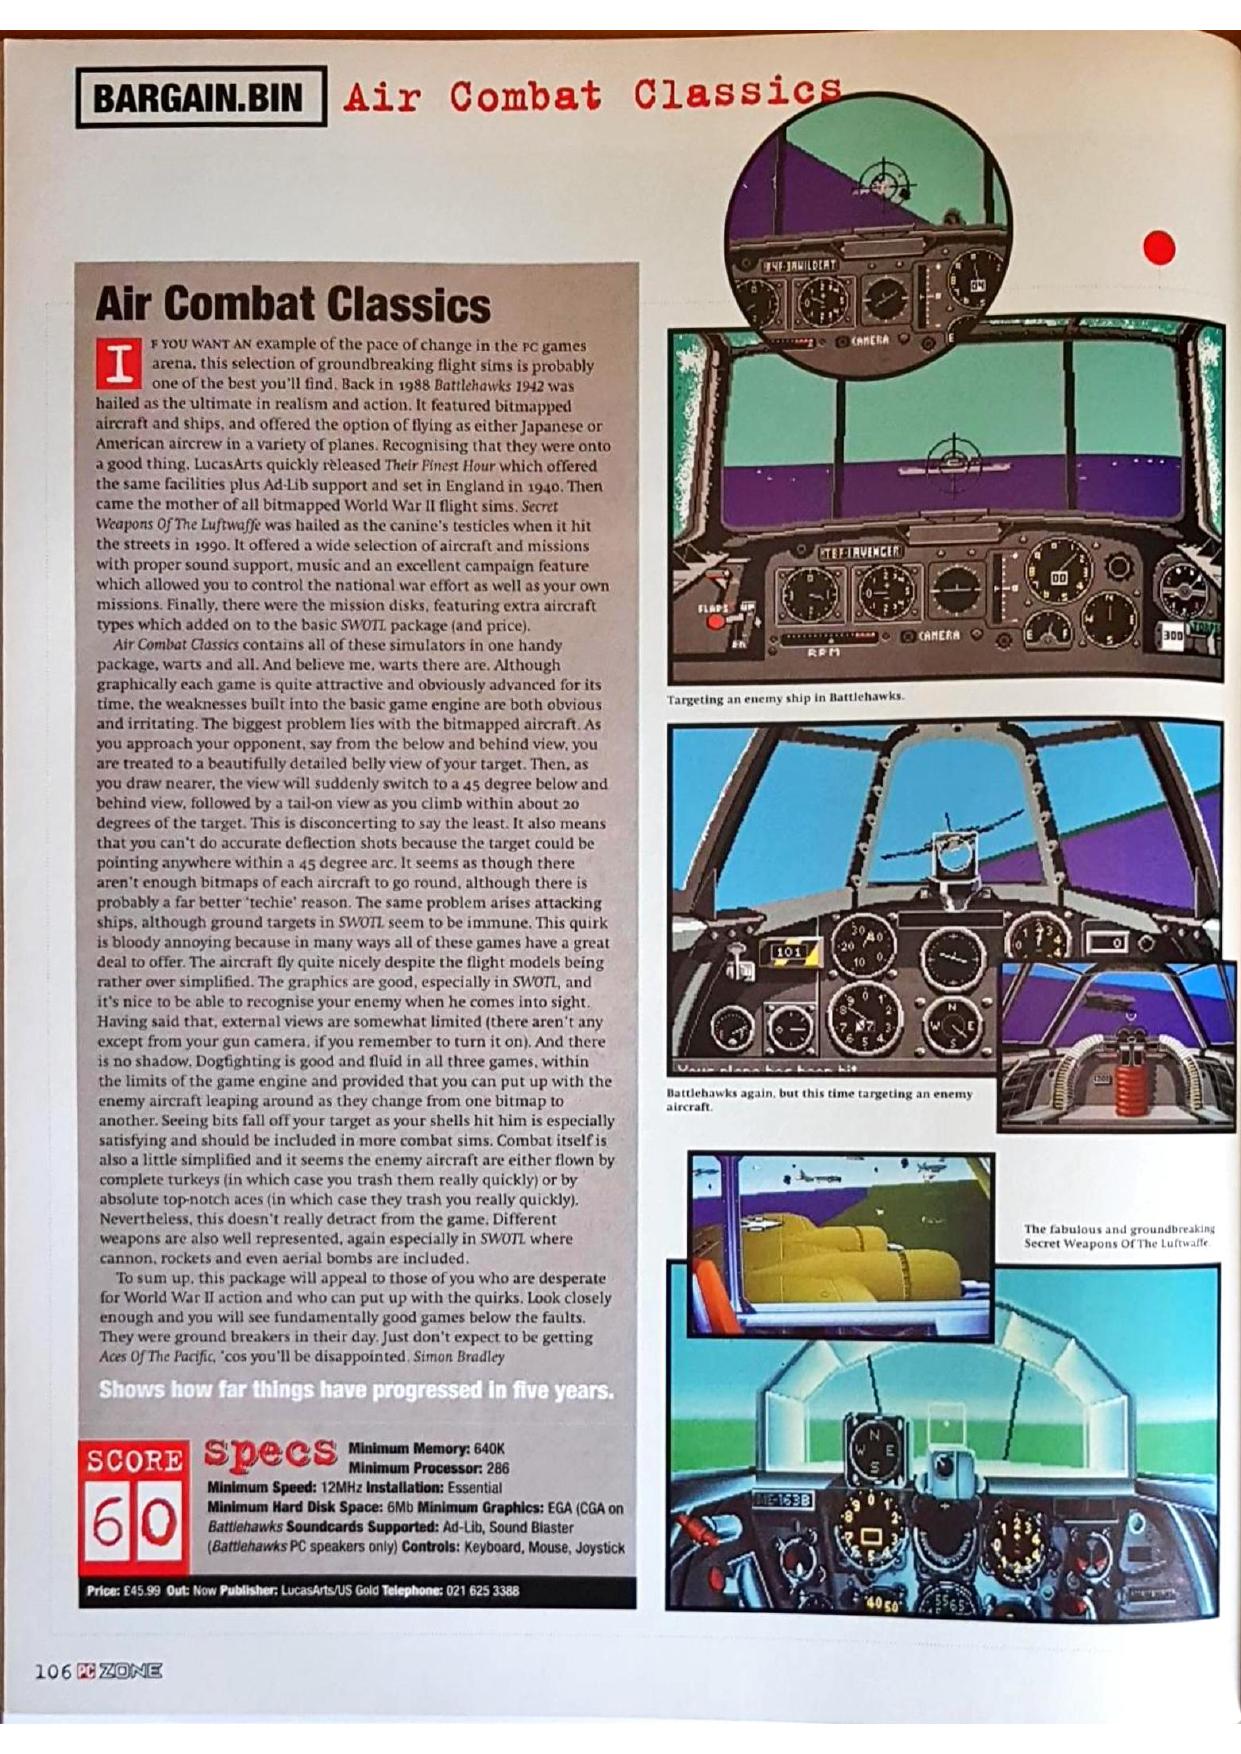 BARGAIN.BIN Air Combat Classics
Air Combat Classics
IF YOU WANT AN example of the pace of change in the PC games
arena, this selection of groundbreaking flight sims is probably
one of the best you'll find. Back in 1988 Battlehawks 1942 was
hailed as the ultimate in realism and action. It featured bitmapped
aircraft and ships, and offered the option of flying as either Japanese or
American aircrew in a variety of planes. Recognising that they were onto
a good thing, LucasArts quickly released Their Finest Hour which offered
the same facilities plus Ad-Lib support and set in England in 1940. Then
came the mother of all bitmapped World War II flight sims. Secret
Weapons Of The Luftwaffe was hailed as the canine's testicles when it hit
the streets in 1990. It offered a wide selection of aircraft and missions
with proper sound support, music and an excellent campaign feature
which allowed you to control the national war effort as well as your own
missions. Finally, there were the mission disks, featuring extra aircraft
types which added on to the basic SWOTL package (and price).
Air Combat Classics contains all of these simulators in one handy
package, warts and all. And believe me, warts there are. Although
graphically each game is quite attractive and obviously advanced for its
time, the weaknesses built into the basic game engine are both obvious
and irritating. The biggest problem lies with the bitmapped aircraft. As
you approach your opponent, say from the below and behind view, you
are treated to a beautifully detailed belly view of your target. Then, as
you draw nearer, the view will suddenly switch to a 45 degree below and
behind view, followed by a tail-on view as you climb within about 20
degrees of the target. This is disconcerting to say the least. It also means
that you can't do accurate deflection shots because the target could be
pointing anywhere within a 45 degree arc. It seems as though there
aren't enough bitmaps of each aircraft to go round, although there is
probably a far better 'techie' reason. The same problem arises attacking
ships, although ground targets in SWOTL seem to be immune. This quirk
is bloody annoying because in many ways all of these games have a great
deal to offer. The aircraft fly quite nicely despite the flight models being
rather over simplified. The graphics are good, especially in SWOTL, and
it's nice to be able to recognise your enemy when he comes into sight.
Having said that, external views are somewhat limited (there aren't any
except from your gun camera, if you remember to turn it on). And there
is no shadow. Dogfighting is good and fluid in all three games, within
the limits of the game engine and provided that you can put up with the
enemy aircraft leaping around as they change from one bitmap to
another. Seeing bits fall off your target as your shells hit him is especially
satisfying and should be included in more combat sims. Combat itself is
also a little simplified and it seems the enemy aircraft are either flown by
complete turkeys (in which case you trash them really quickly) or by
absolute top-notch aces (in which case they trash you really quickly).
Nevertheless, this doesn't really detract from the game. Different
weapons are also well represented, again especially in SWOTL where
cannon, rockets and even aerial bombs are included.
To sum up, this package will appeal to those of you who are desperate
for World War II action and who can put up with the quirks. Look closely
enough and you will see fundamentally good games below the faults.
They were ground breakers in their day. Just don't expect to be getting
Aces Of The Pacific, 'cos you'll be disappointed. Simon Bradley
Shows how far things have progressed in five years.
SCORE
60
specs Minimum Memory: 640K
Minimum Processor: 286
Minimum Speed: 12MHz Installation: Essential
Minimum Hard Disk Space: 6Mb Minimum Graphics: EGA (CGA on
Battlehawks Soundcards Supported: Ad-Lib, Sound Blaster
(Battlehawks PC speakers only) Controls: Keyboard, Mouse, Joystick
Price: £45.99 Out: Now Publisher: LucasArts/US Gold Telephone: 021 625 3388
F4F-3 WILDCAT
CAMERA
TBF-1 AVENGER
FLAPS
UP
CAMERA
RPM
300
Targeting an enemy ship in Battlehawks.
101
Your plane has been hit
Battlehawks again, but this time targeting an enemy
aircraft.
The fabulous and groundbreaking
Secret Weapons Of The Luftwaffe.
ME-163B
106 PC ZONE